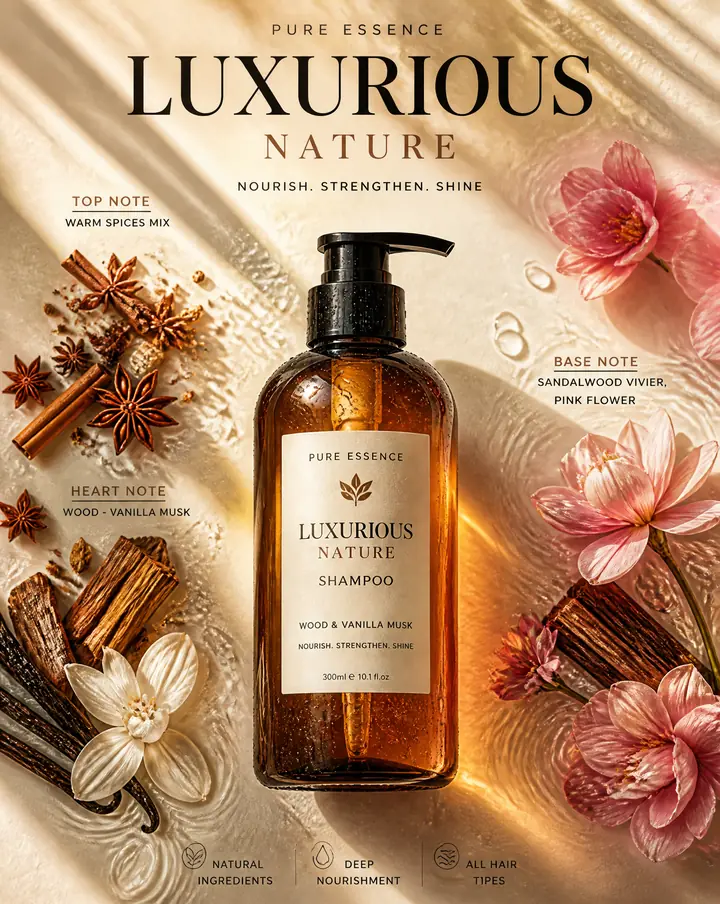 PURE ESSENCE
LUXURIOUS
NATURE
NOURISH. STRENGTHEN. SHINE
TOP NOTE
WARM SPICES MIX
BASE NOTE
SANDALWOOD VIVIER,
PINK FLOWER
HEART NOTE
WOOD - VANILLA MUSK
PURE ESSENCE
LUXURIOUS
NATURE
SHAMPOO
WOOD & VANILLA MUSK
NOURISH. STRENGTHEN. SHINE
300ml ℮ 10.1 fl.oz
NATURAL
INGREDIENTS
DEEP
NOURISHMENT
ALL HAIR
T1PES